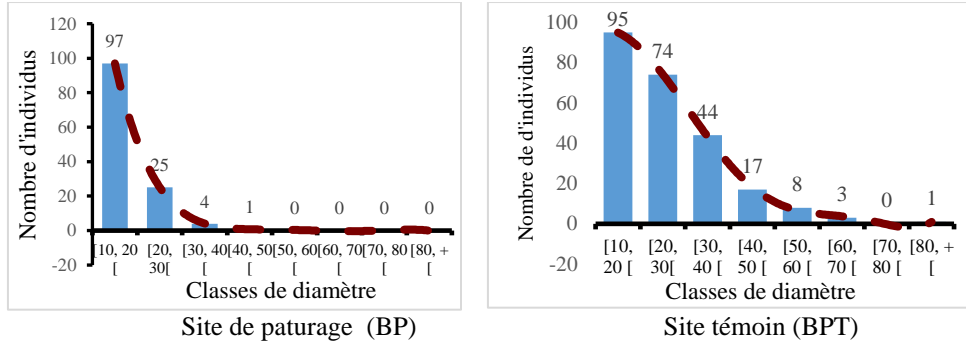 120
100
80
60
40
20
0
-20
Nombre d'individus
97
25
4
1
0
0
0
0
[10, 20 [
[20, 30[
[30, 40 [
[40, 50 [
[50, 60 [
[60, 70 [
[70, 80 [
[80, + [
Classes de diamètre
Site de paturage (BP)
100
80
60
40
20
0
-20
Nombre de d'individus
95
74
44
17
8
3
0
1
[10, 20 [
[20, 30[
[30, 40 [
[40, 50 [
[50, 60 [
[60, 70 [
[70, 80 [
[80, + [
Classes de diamètre
Site témoin (BPT)